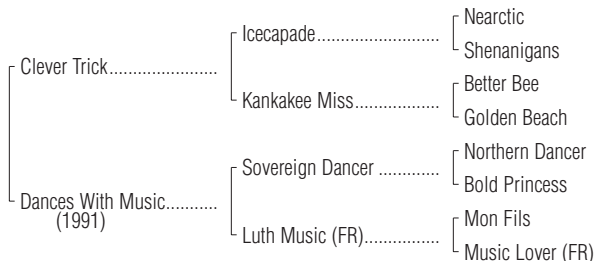 Nearctic
Icecapade........................
Shenanigans
Clever Trick.....................
Better Bee
Kankakee Miss.................
Golden Beach
Northern Dancer
Sovereign Dancer ............
Bold Princess
Dances With Music..........
(1991)
Mon Fils
Luth Music (FR)...............
Music Lover (FR)